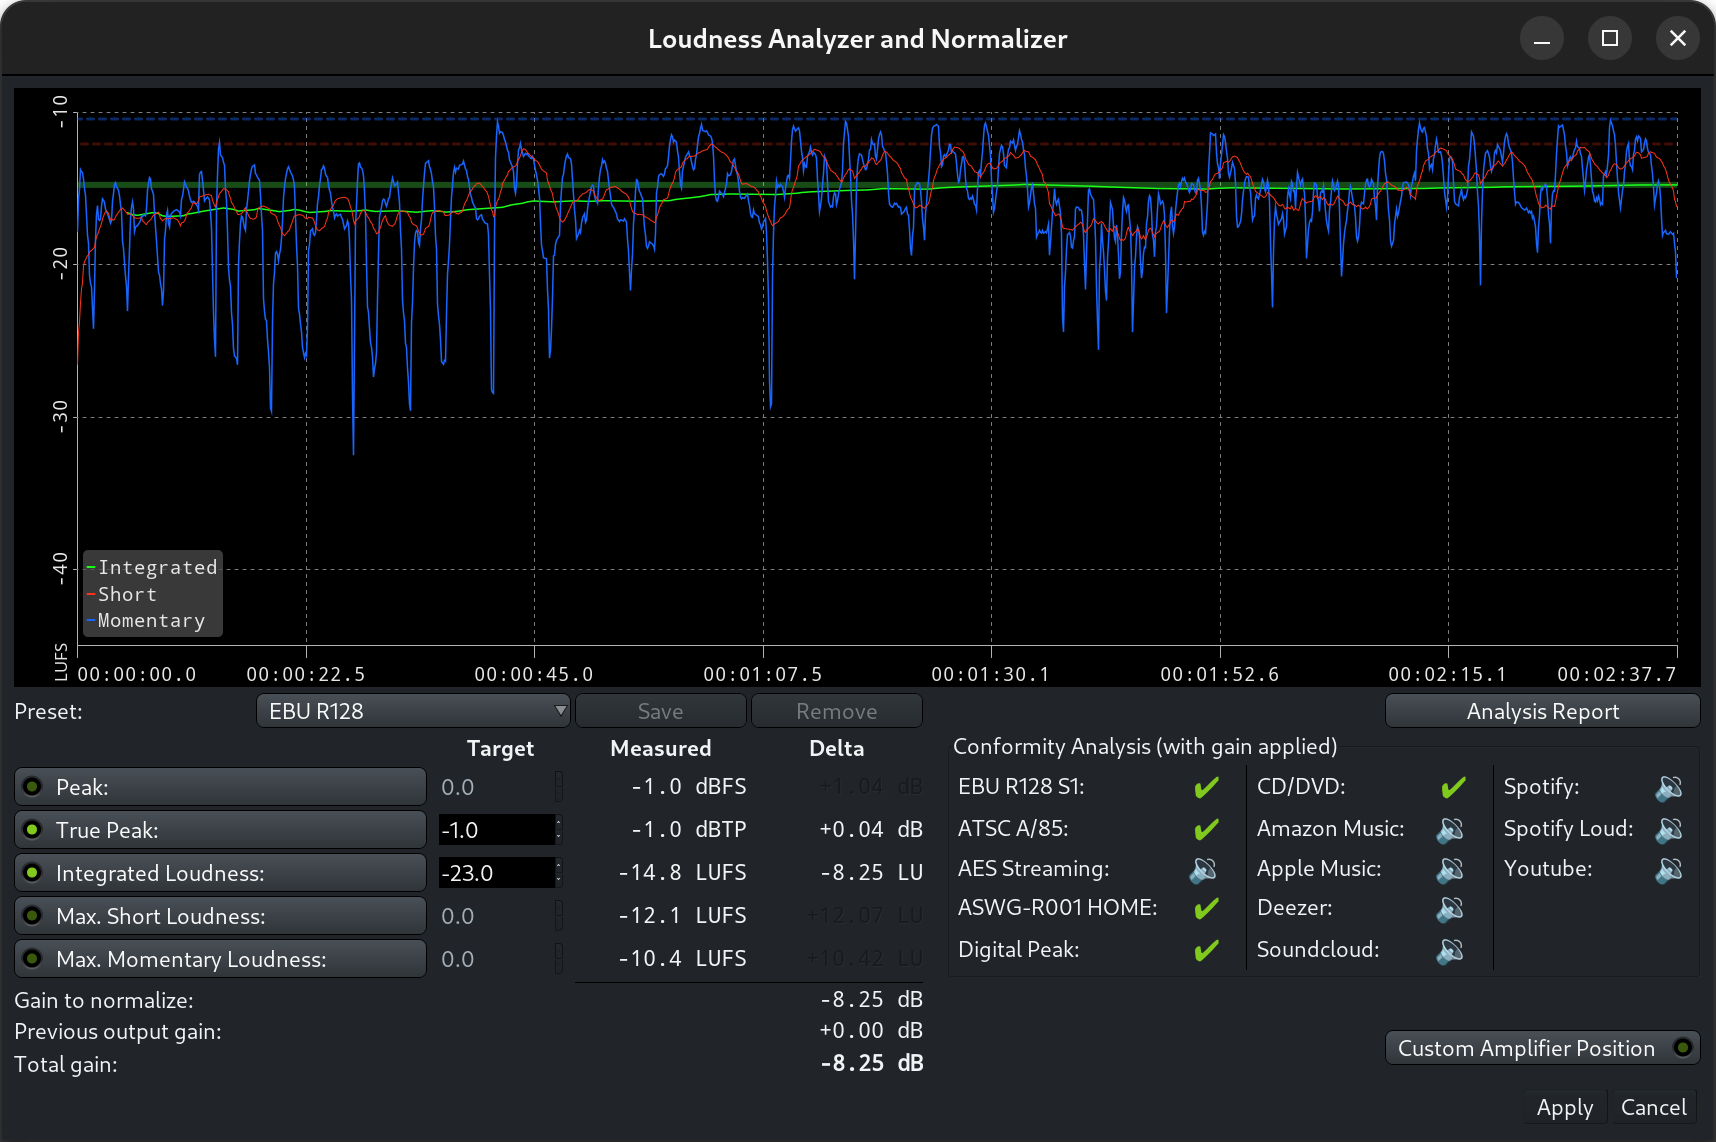 Loudness Analyzer and Normalizer
-10
-20
-30
-40
LUFS
Integrated
Short
Momentary
00:00:00.0 00:00:22.5 00:00:45.0 00:01:07.5 00:01:30.1 00:01:52.6 00:02:15.1 00:02:37.7
Preset: EBU R128 Save Remove Analysis Report
Target Measured Delta
Peak: 0.0 -1.0 dBFS +1.04 dB
True Peak: -1.0 -1.0 dBTP +0.04 dB
Integrated Loudness: -23.0 -14.8 LUFS -8.25 LU
Max. Short Loudness: 0.0 -12.1 LUFS +12.07 LU
Max. Momentary Loudness: 0.0 -10.4 LUFS +10.42 LU
Gain to normalize: -8.25 dB
Previous output gain: +0.00 dB
Total gain: -8.25 dB
Conformity Analysis (with gain applied)
EBU R128 S1: CD/DVD: Spotify:
ATSC A/85: Amazon Music: Spotify Loud:
AES Streaming: Apple Music: Youtube:
ASWG-R001 HOME: Deezer:
Digital Peak: Soundcloud:
Custom Amplifier Position
Apply Cancel